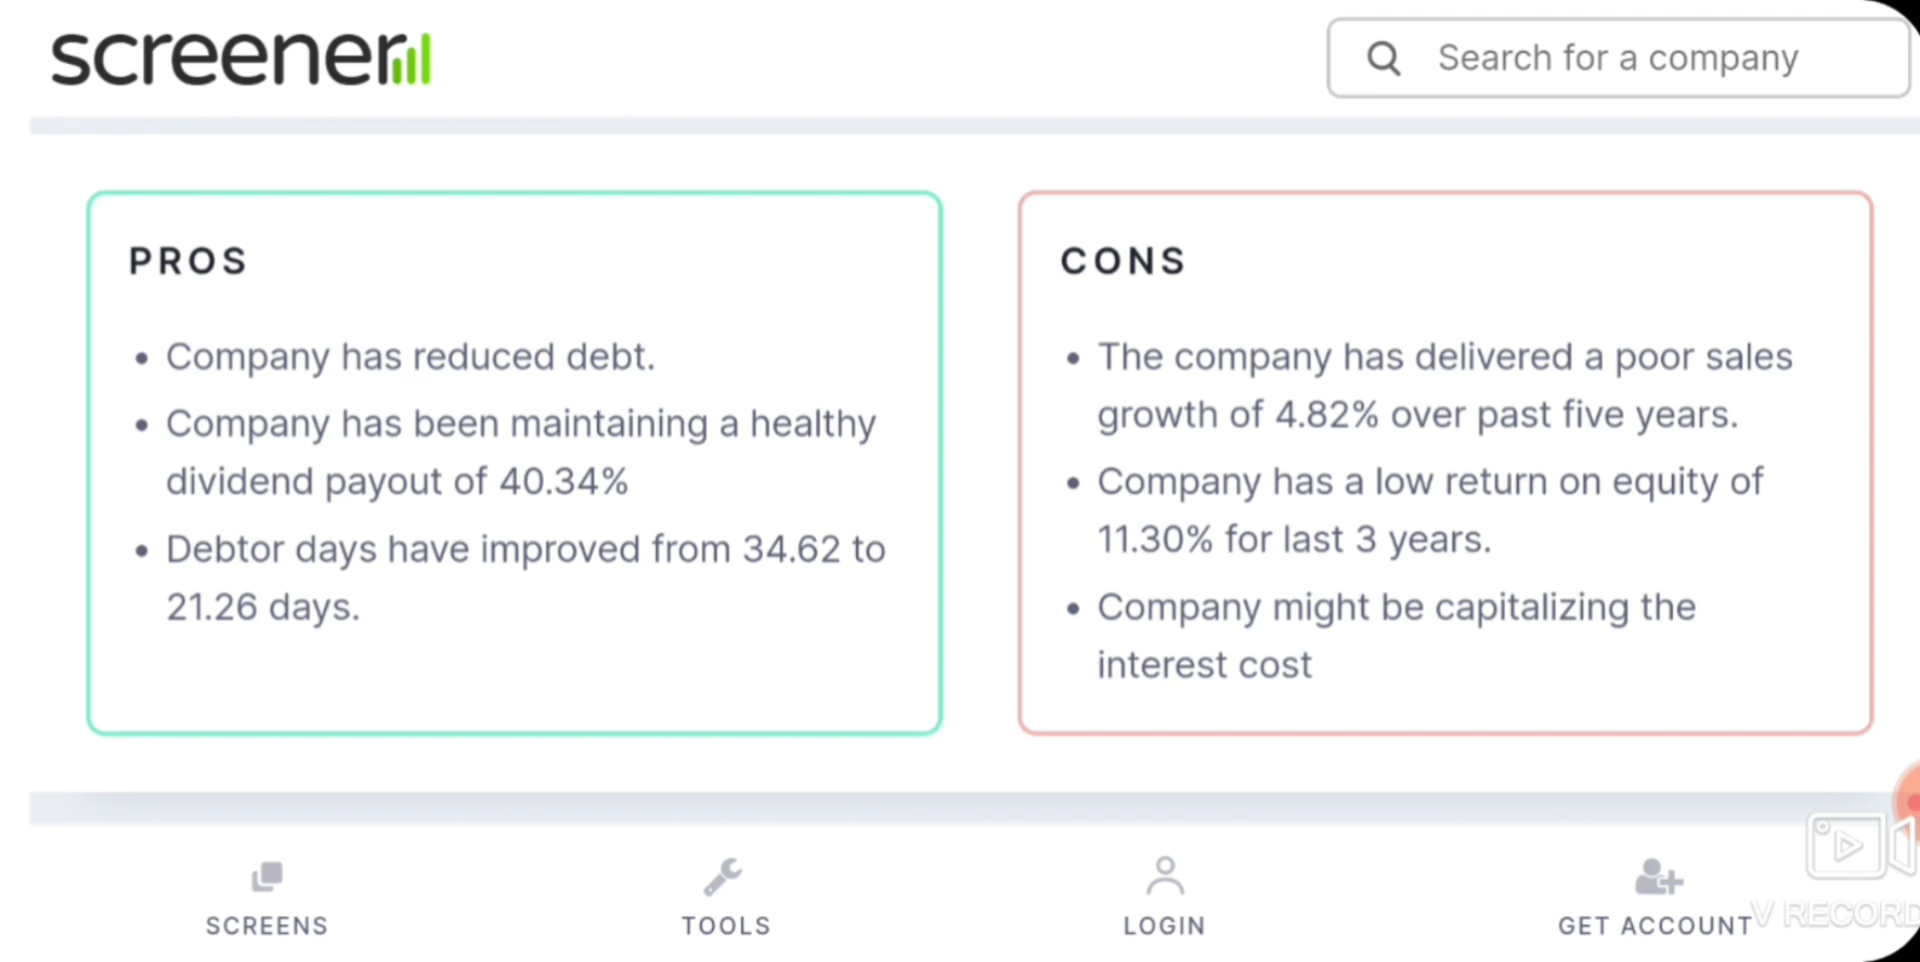 screener
Search for a company
PROS
• Company has reduced debt.
• Company has been maintaining a healthy
dividend payout of 40.34%
• Debtor days have improved from 34.62 to
21.26 days.
CONS
• The company has delivered a poor sales
growth of 4.82% over past five years.
• Company has a low return on equity of
11.30% for last 3 years.
• Company might be capitalizing the
interest cost
SCREENS
TOOLS
LOGIN
GET ACCOUNT
V RECORD